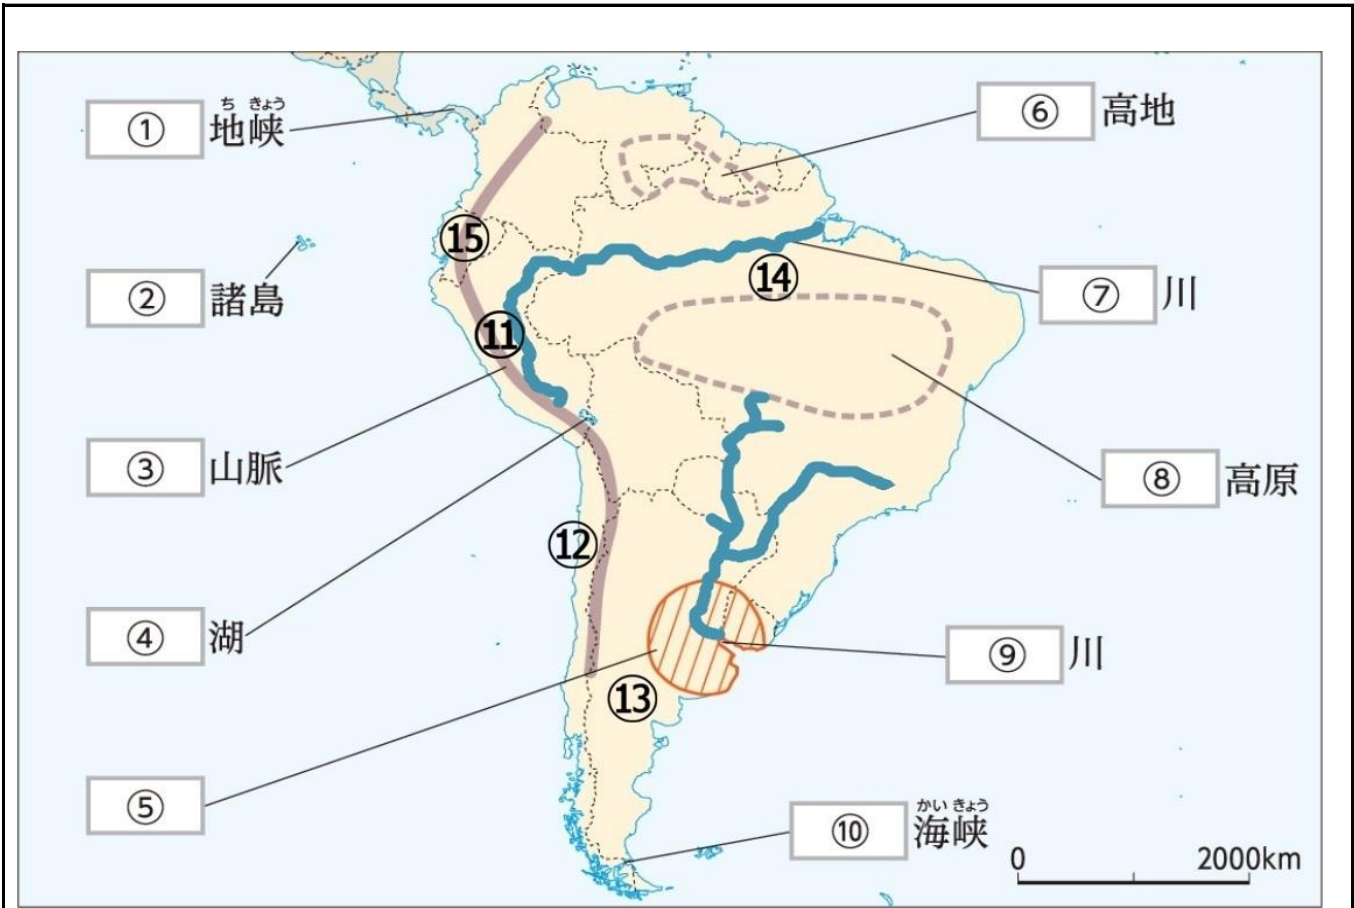 ① 地峡
ち きょう
② 諸島
③ 山脈
④ 湖
⑤
⑥ 高地
⑦ 川
⑧ 高原
⑨ 川
⑩ 海峡
かい きょう
⑮
⑭
⑪
⑫
⑬
0 2000km